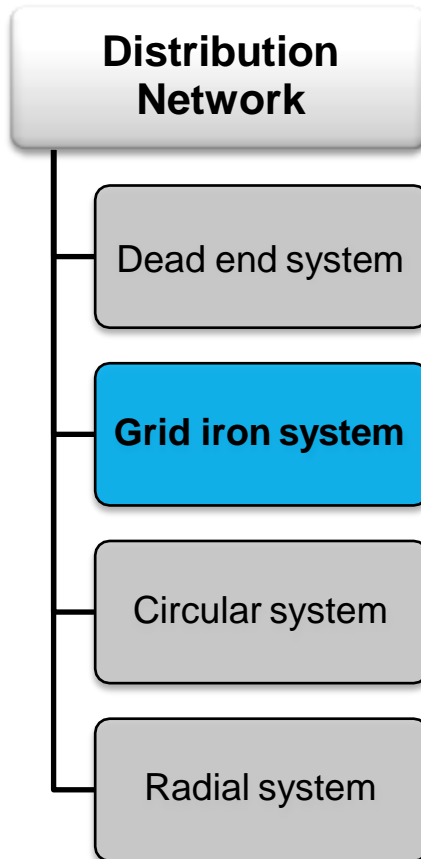 Distribution
Network
Dead end system
Grid iron system
Circular system
Radial system